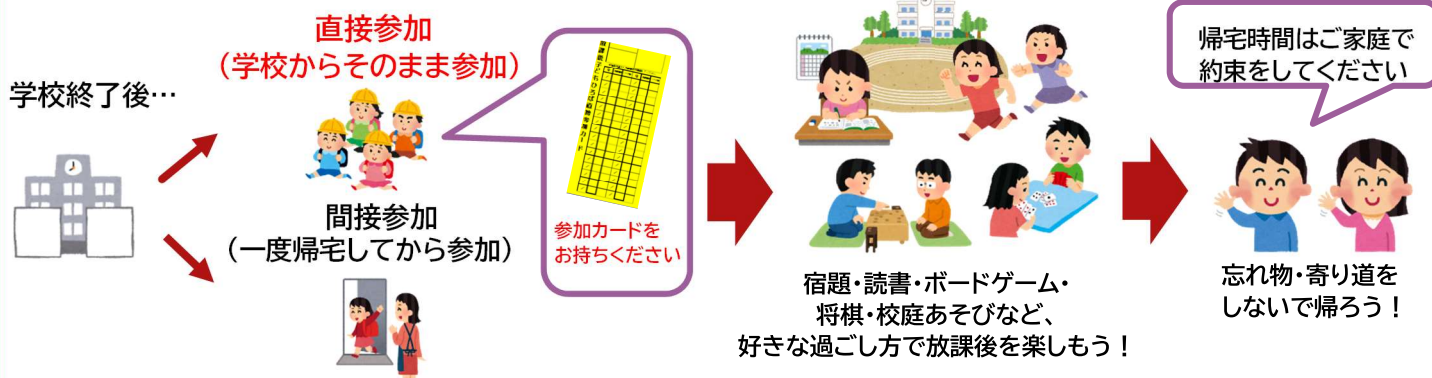 学校終了後…
直接参加
（学校からそのまま参加）
間接参加
（一度帰宅してから参加）
参加カードを
お持ちください
宿題・読書・ボードゲーム・
将棋・校庭あそびなど、
好きな過ごし方で放課後を楽しもう！
帰宅時間はご家庭で
約束をしてください
忘れ物・寄り道を
しないで帰ろう！